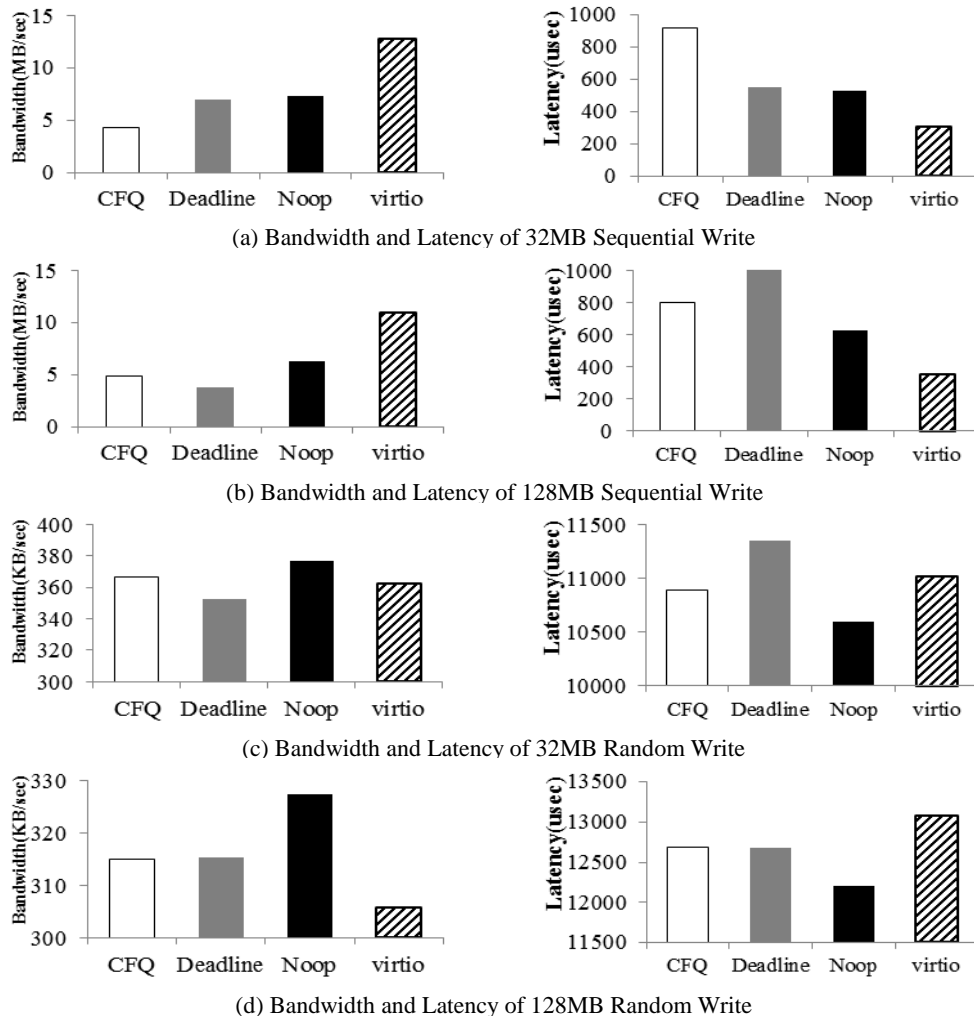 Bandwidth(MB/sec)
15
10
5
0
CFQ Deadline Noop virtio
Latency(usec)
1000
800
600
400
200
0
CFQ Deadline Noop virtio
(a) Bandwidth and Latency of 32MB Sequential Write
Bandwidth(MB/sec)
15
10
5
0
CFQ Deadline Noop virtio
Latency(usec)
1000
800
600
400
200
0
CFQ Deadline Noop virtio
(b) Bandwidth and Latency of 128MB Sequential Write
Bandwitth(KB/sec)
400
380
360
340
320
300
CFQ Deadline Noop virtio
Latency(usec)
11500
11000
10500
10000
CFQ Deadline Noop virtio
(c) Bandwidth and Latency of 32MB Random Write
Bandwidth(KB/sec)
330
320
310
300
CFQ Deadline Noop virtio
Latency(usec)
13500
13000
12500
12000
11500
CFQ Deadline Noop virtio
(d) Bandwidth and Latency of 128MB Random Write